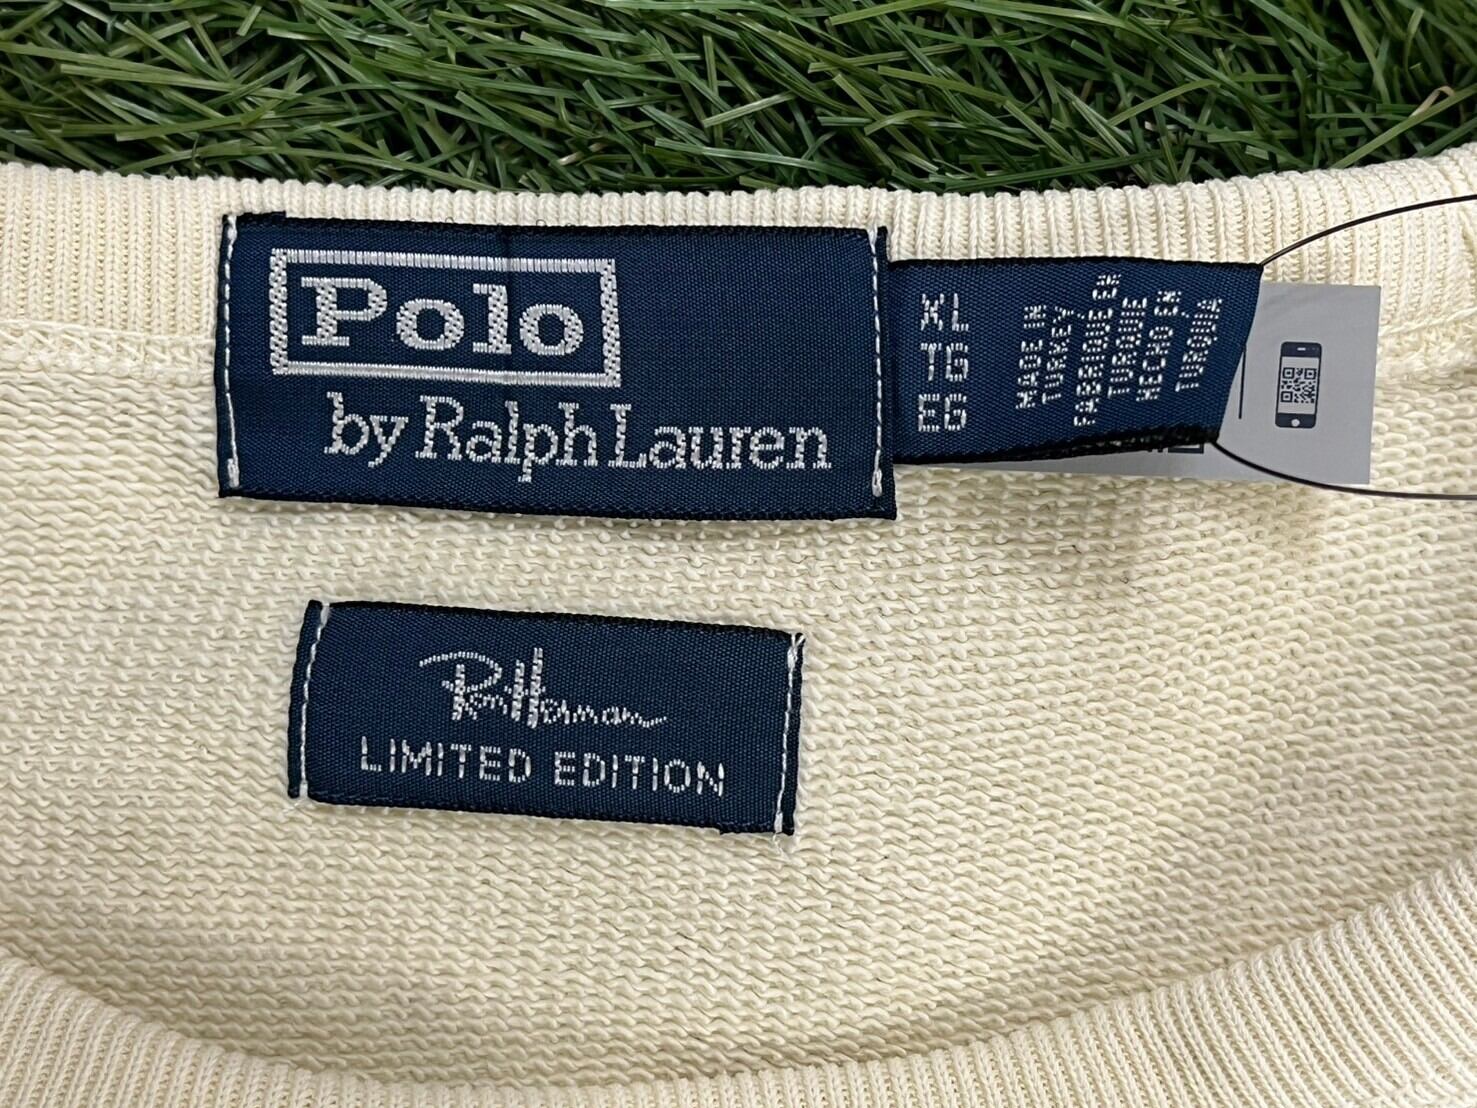 Polo
by Ralph Lauren
XL
TG
EG
MADE IN
TURKEY
FABRIQUÉ EN
TURQUIE
HECHO EN
TURQUIA
Ron Herman
LIMITED EDITION